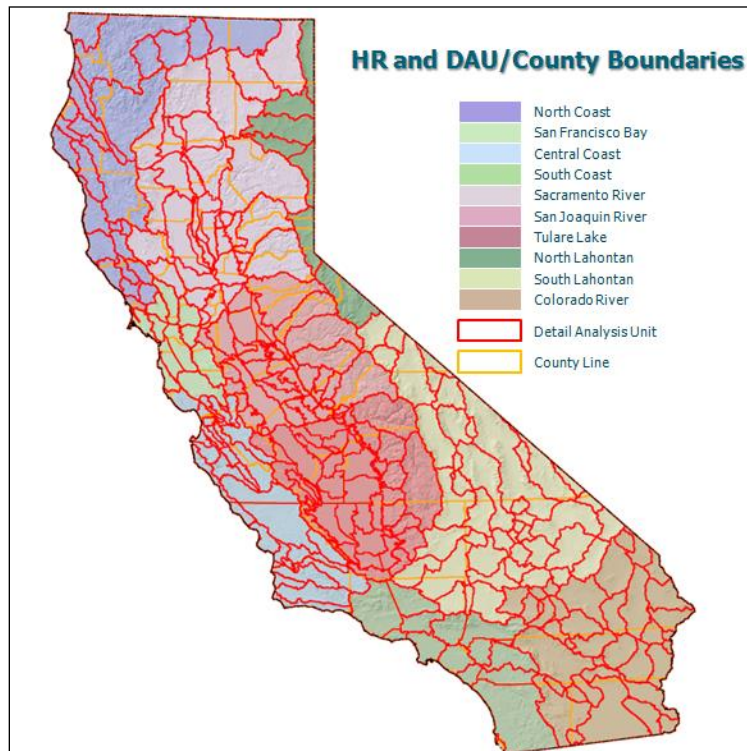 HR and DAU/County Boundaries
North Coast
San Francisco Bay
Central Coast
South Coast
Sacramento River
San Joaquin River
Tulare Lake
North Lahontan
South Lahontan
Colorado River
Detail Analysis Unit
County Line